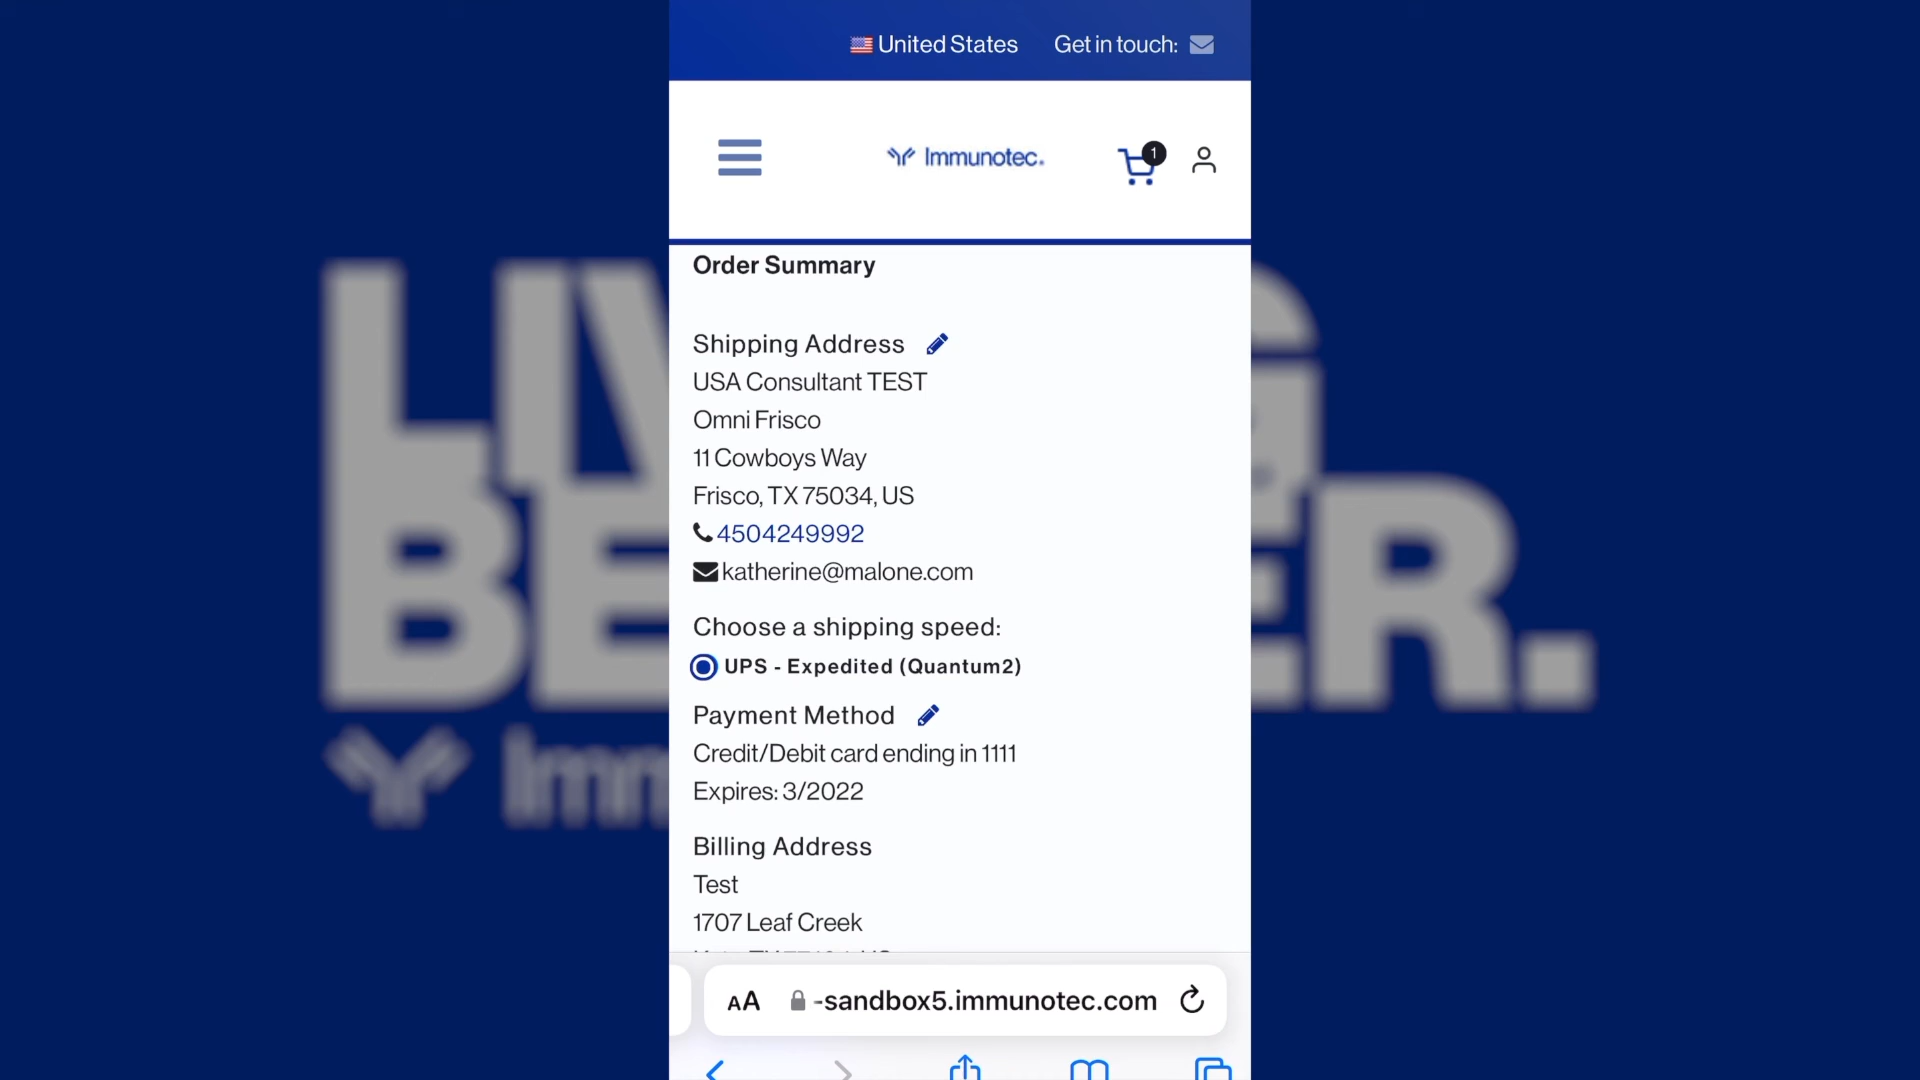 United States Get in touch:
Immunotec.
1
Order Summary
Shipping Address
USA Consultant TEST
Omni Frisco
11 Cowboys Way
Frisco, TX 75034, US
4504249992
katherine@malone.com
Choose a shipping speed:
UPS - Expedited (Quantum2)
Payment Method
Credit/Debit card ending in 1111
Expires: 3/2022
Billing Address
Test
1707 Leaf Creek
AA -sandbox5.immunotec.com